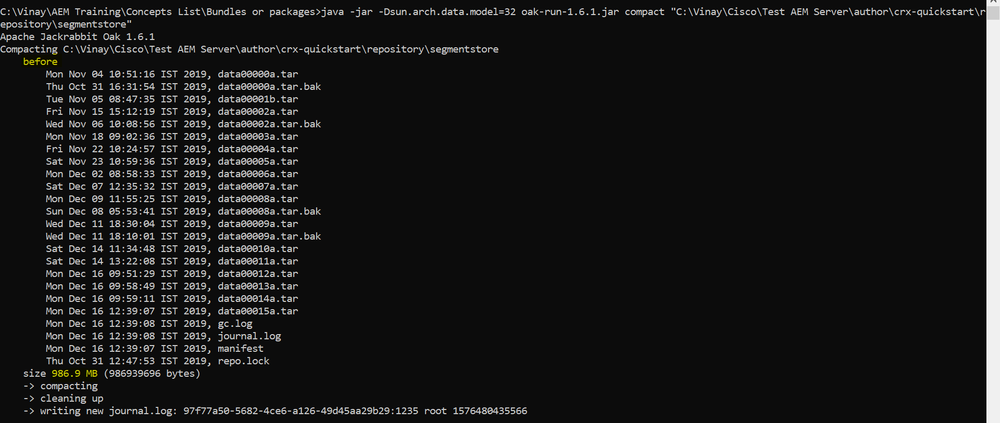 C:\Vinay\AEM Training\Concepts List\Bundles or packages>java -jar -Dsun.arch.data.model=32 oak-run-1.6.1.jar compact "C:\Vinay\Cisco\Test AEM Server\author\crx-quickstart\r
epository\segmentstore"
Apache Jackrabbit Oak 1.6.1
Compacting C:\Vinay\Cisco\Test AEM Server\author\crx-quickstart\repository\segmentstore
    before
        Mon Nov 04 10:51:16 IST 2019, data00000a.tar
        Thu Oct 31 16:31:54 IST 2019, data00000a.tar.bak
        Tue Nov 05 08:47:35 IST 2019, data00001b.tar
        Fri Nov 15 15:12:19 IST 2019, data00002a.tar
        Wed Nov 06 10:08:56 IST 2019, data00002a.tar.bak
        Mon Nov 18 09:02:36 IST 2019, data00003a.tar
        Fri Nov 22 10:24:57 IST 2019, data00004a.tar
        Sat Nov 23 10:59:36 IST 2019, data00005a.tar
        Mon Dec 02 08:58:33 IST 2019, data00006a.tar
        Sat Dec 07 12:35:32 IST 2019, data00007a.tar
        Mon Dec 09 11:55:25 IST 2019, data00008a.tar
        Sun Dec 08 05:53:41 IST 2019, data00008a.tar.bak
        Wed Dec 11 18:30:04 IST 2019, data00009a.tar
        Wed Dec 11 18:10:01 IST 2019, data00009a.tar.bak
        Sat Dec 14 11:34:48 IST 2019, data00010a.tar
        Sat Dec 14 13:22:08 IST 2019, data00011a.tar
        Mon Dec 16 09:51:29 IST 2019, data00012a.tar
        Mon Dec 16 09:58:49 IST 2019, data00013a.tar
        Mon Dec 16 09:59:11 IST 2019, data00014a.tar
        Mon Dec 16 12:39:07 IST 2019, data00015a.tar
        Mon Dec 16 12:39:08 IST 2019, gc.log
        Mon Dec 16 12:39:08 IST 2019, journal.log
        Mon Dec 16 12:39:07 IST 2019, manifest
        Thu Oct 31 12:47:53 IST 2019, repo.lock
    size 986.9 MB (986939696 bytes)
    -> compacting
    -> cleaning up
    -> writing new journal.log: 97f77a50-5682-4ce6-a126-49d45aa29b29:1235 root 1576480435566